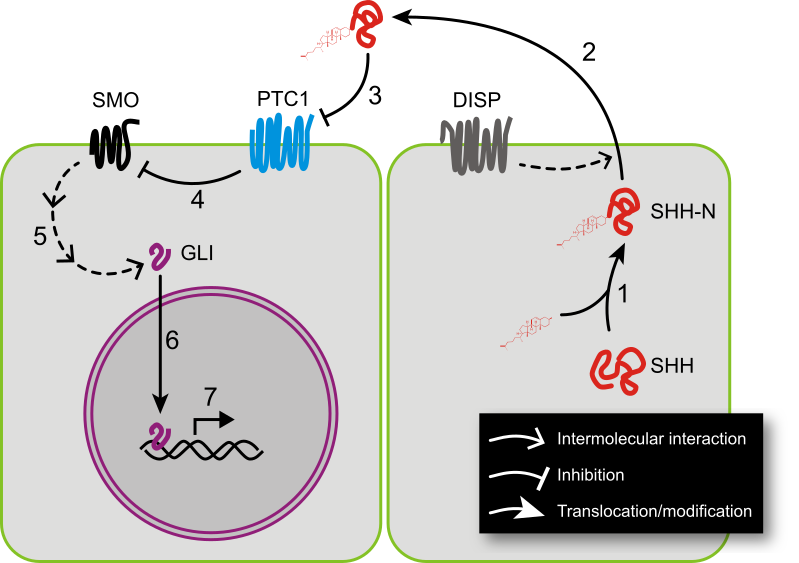 2
3
SMO
PTC1
DISP
4
SHH-N
5
GLI
1
6
SHH
7
Intermolecular interaction
Inhibition
Translocation/modification